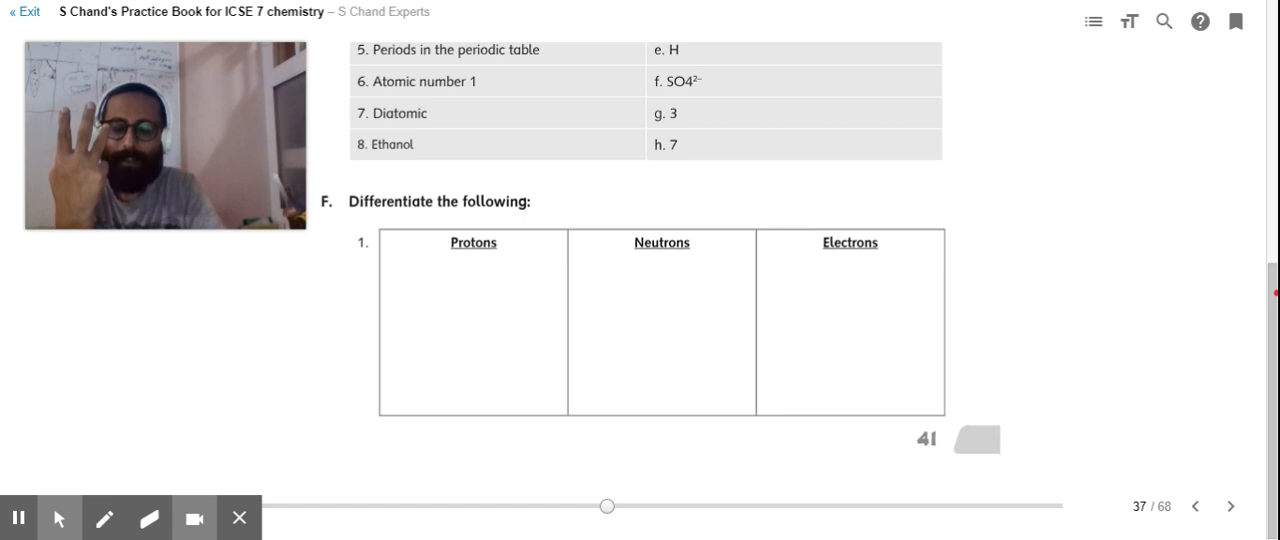 « Exit S Chand's Practice Book for ICSE 7 chemistry – S Chand Experts
5. Periods in the periodic table e. H
6. Atomic number 1 f. SO4²⁻
7. Diatomic g. 3
8. Ethanol h. 7
F. Differentiate the following:
1. Protons Neutrons Electrons
41
37 / 68